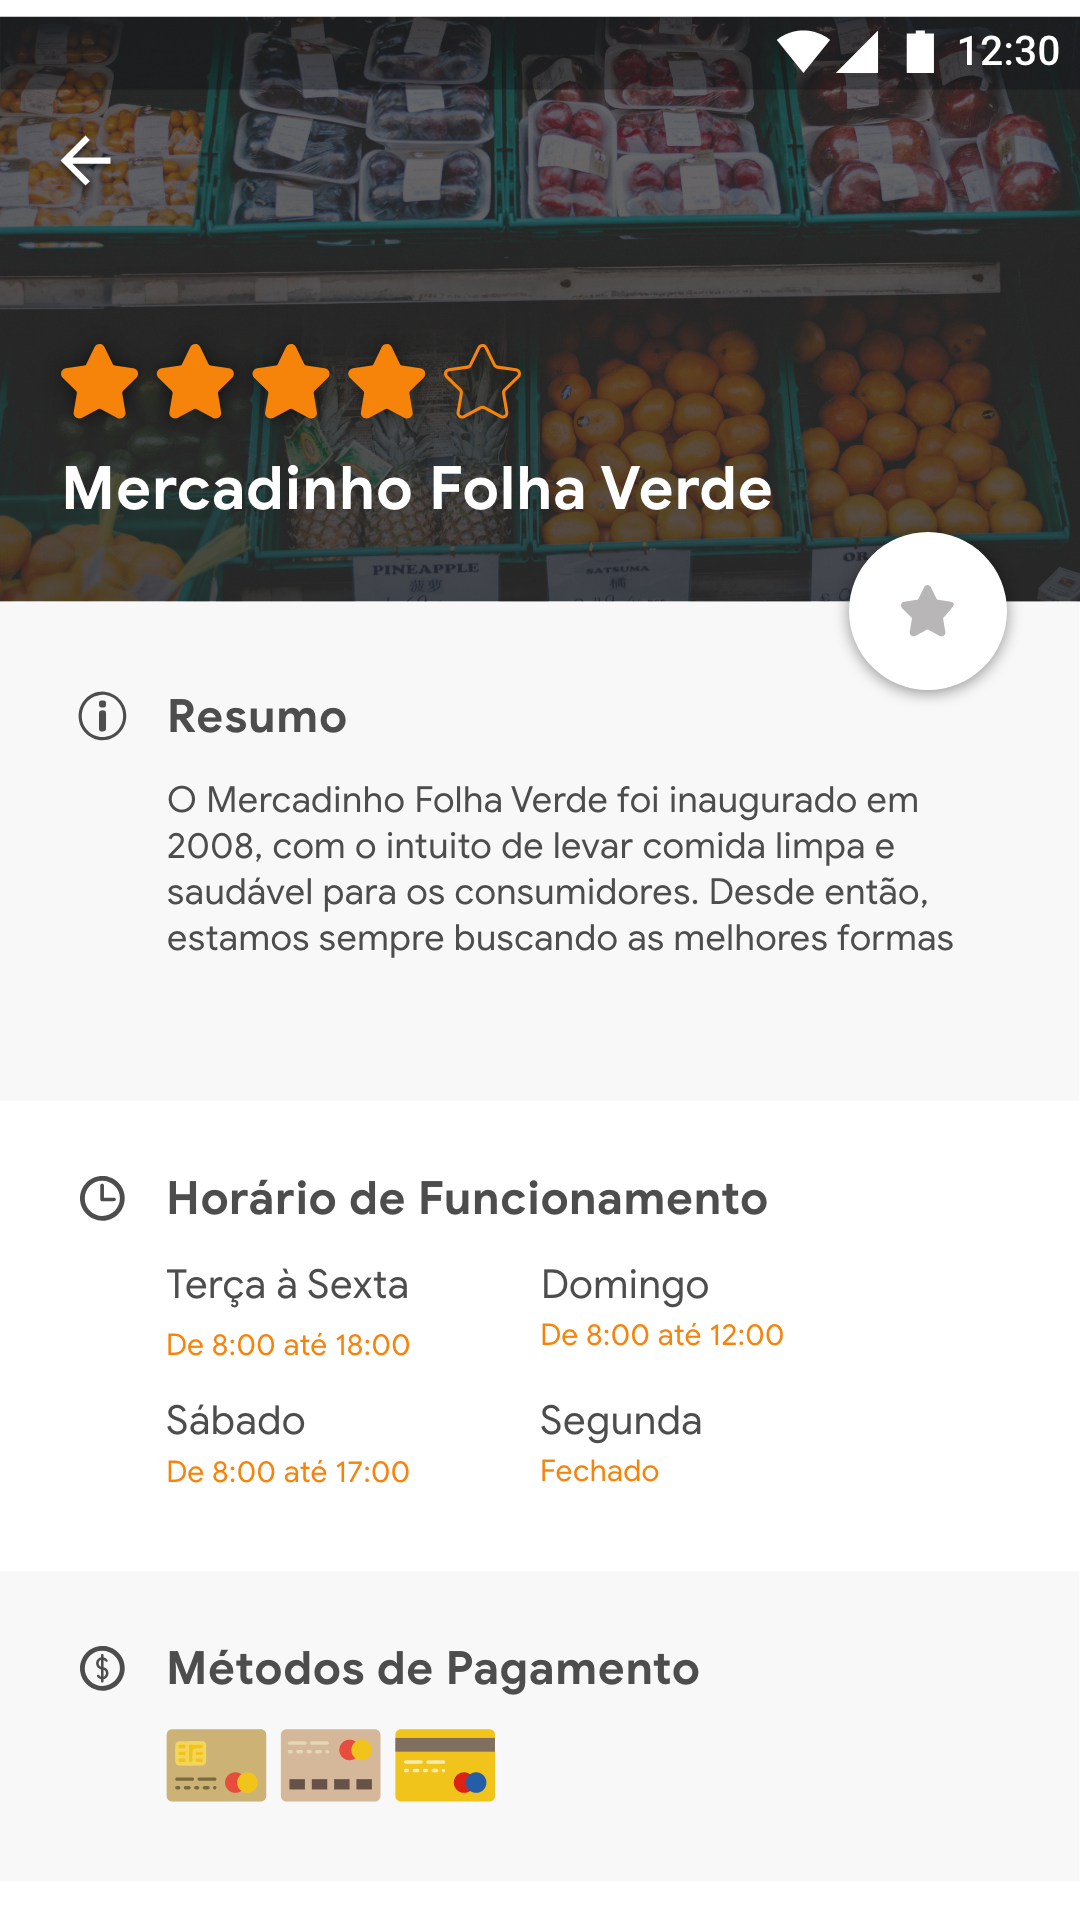 12:30
Mercadinho Folha Verde
PINEAPPLE
菠萝
SATSUMA
Resumo
O Mercadinho Folha Verde foi inaugurado em
2008, com o intuito de levar comida limpa e
saudável para os consumidores. Desde então,
estamos sempre buscando as melhores formas
Horário de Funcionamento
Terça à Sexta
De 8:00 até 18:00
Domingo
De 8:00 até 12:00
Sábado
De 8:00 até 17:00
Segunda
Fechado
Métodos de Pagamento